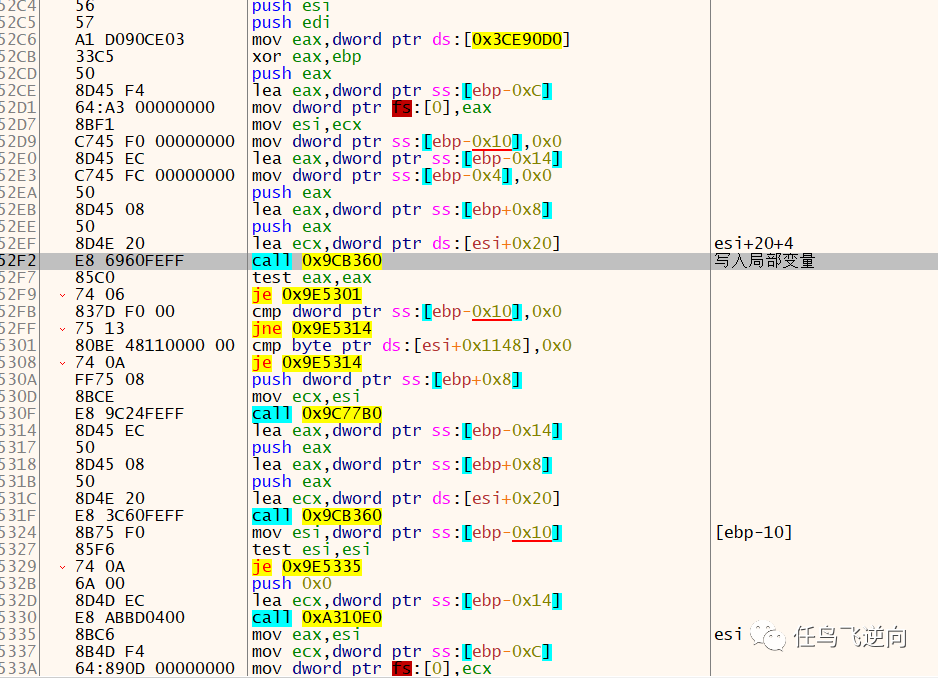 52C4 56 push esi
52C5 57 push edi
52C6 A1 D090CE03 mov eax,dword ptr ds:[0x3CE90D0]
52CB 33C5 xor eax,ebp
52CD 50 push eax
52CE 8D45 F4 lea eax,dword ptr ss:[ebp-0xC]
52D1 64:A3 00000000 mov dword ptr fs:[0],eax
52D7 8BF1 mov esi,ecx
52D9 C745 F0 00000000 mov dword ptr ss:[ebp-0x10],0x0
52E0 8D45 EC lea eax,dword ptr ss:[ebp-0x14]
52E3 C745 FC 00000000 mov dword ptr ss:[ebp-0x4],0x0
52EA 50 push eax
52EB 8D45 08 lea eax,dword ptr ss:[ebp+0x8]
52EE 50 push eax
52EF 8D4E 20 lea ecx,dword ptr ds:[esi+0x20] esi+20+4
52F2 E8 6960FEFF call 0x9CB360 写入局部变量
52F7 85C0 test eax,eax
52F9 74 06 je 0x9E5301
52FB 837D F0 00 cmp dword ptr ss:[ebp-0x10],0x0
52FF 75 13 jne 0x9E5314
5301 80BE 48110000 00 cmp byte ptr ds:[esi+0x1148],0x0
5308 74 0A je 0x9E5314
530A FF75 08 push dword ptr ss:[ebp+0x8]
530D 8BCE mov ecx,esi
530F E8 9C24FEFF call 0x9C77B0
5314 8D45 EC lea eax,dword ptr ss:[ebp-0x14]
5317 50 push eax
5318 8D45 08 lea eax,dword ptr ss:[ebp+0x8]
531B 50 push eax
531C 8D4E 20 lea ecx,dword ptr ds:[esi+0x20]
531F E8 3C60FEFF call 0x9CB360
5324 8B75 F0 mov esi,dword ptr ss:[ebp-0x10] [ebp-10]
5327 85F6 test esi,esi
5329 74 0A je 0x9E5335
532B 6A 00 push 0x0
532D 8D4D EC lea ecx,dword ptr ss:[ebp-0x14]
5330 E8 ABBD0400 call 0xA310E0
5335 8BC6 mov eax,esi esi
5337 8B4D F4 mov ecx,dword ptr ss:[ebp-0xC]
533A 64:890D 00000000 mov dword ptr fs:[0],ecx
任鸟飞逆向